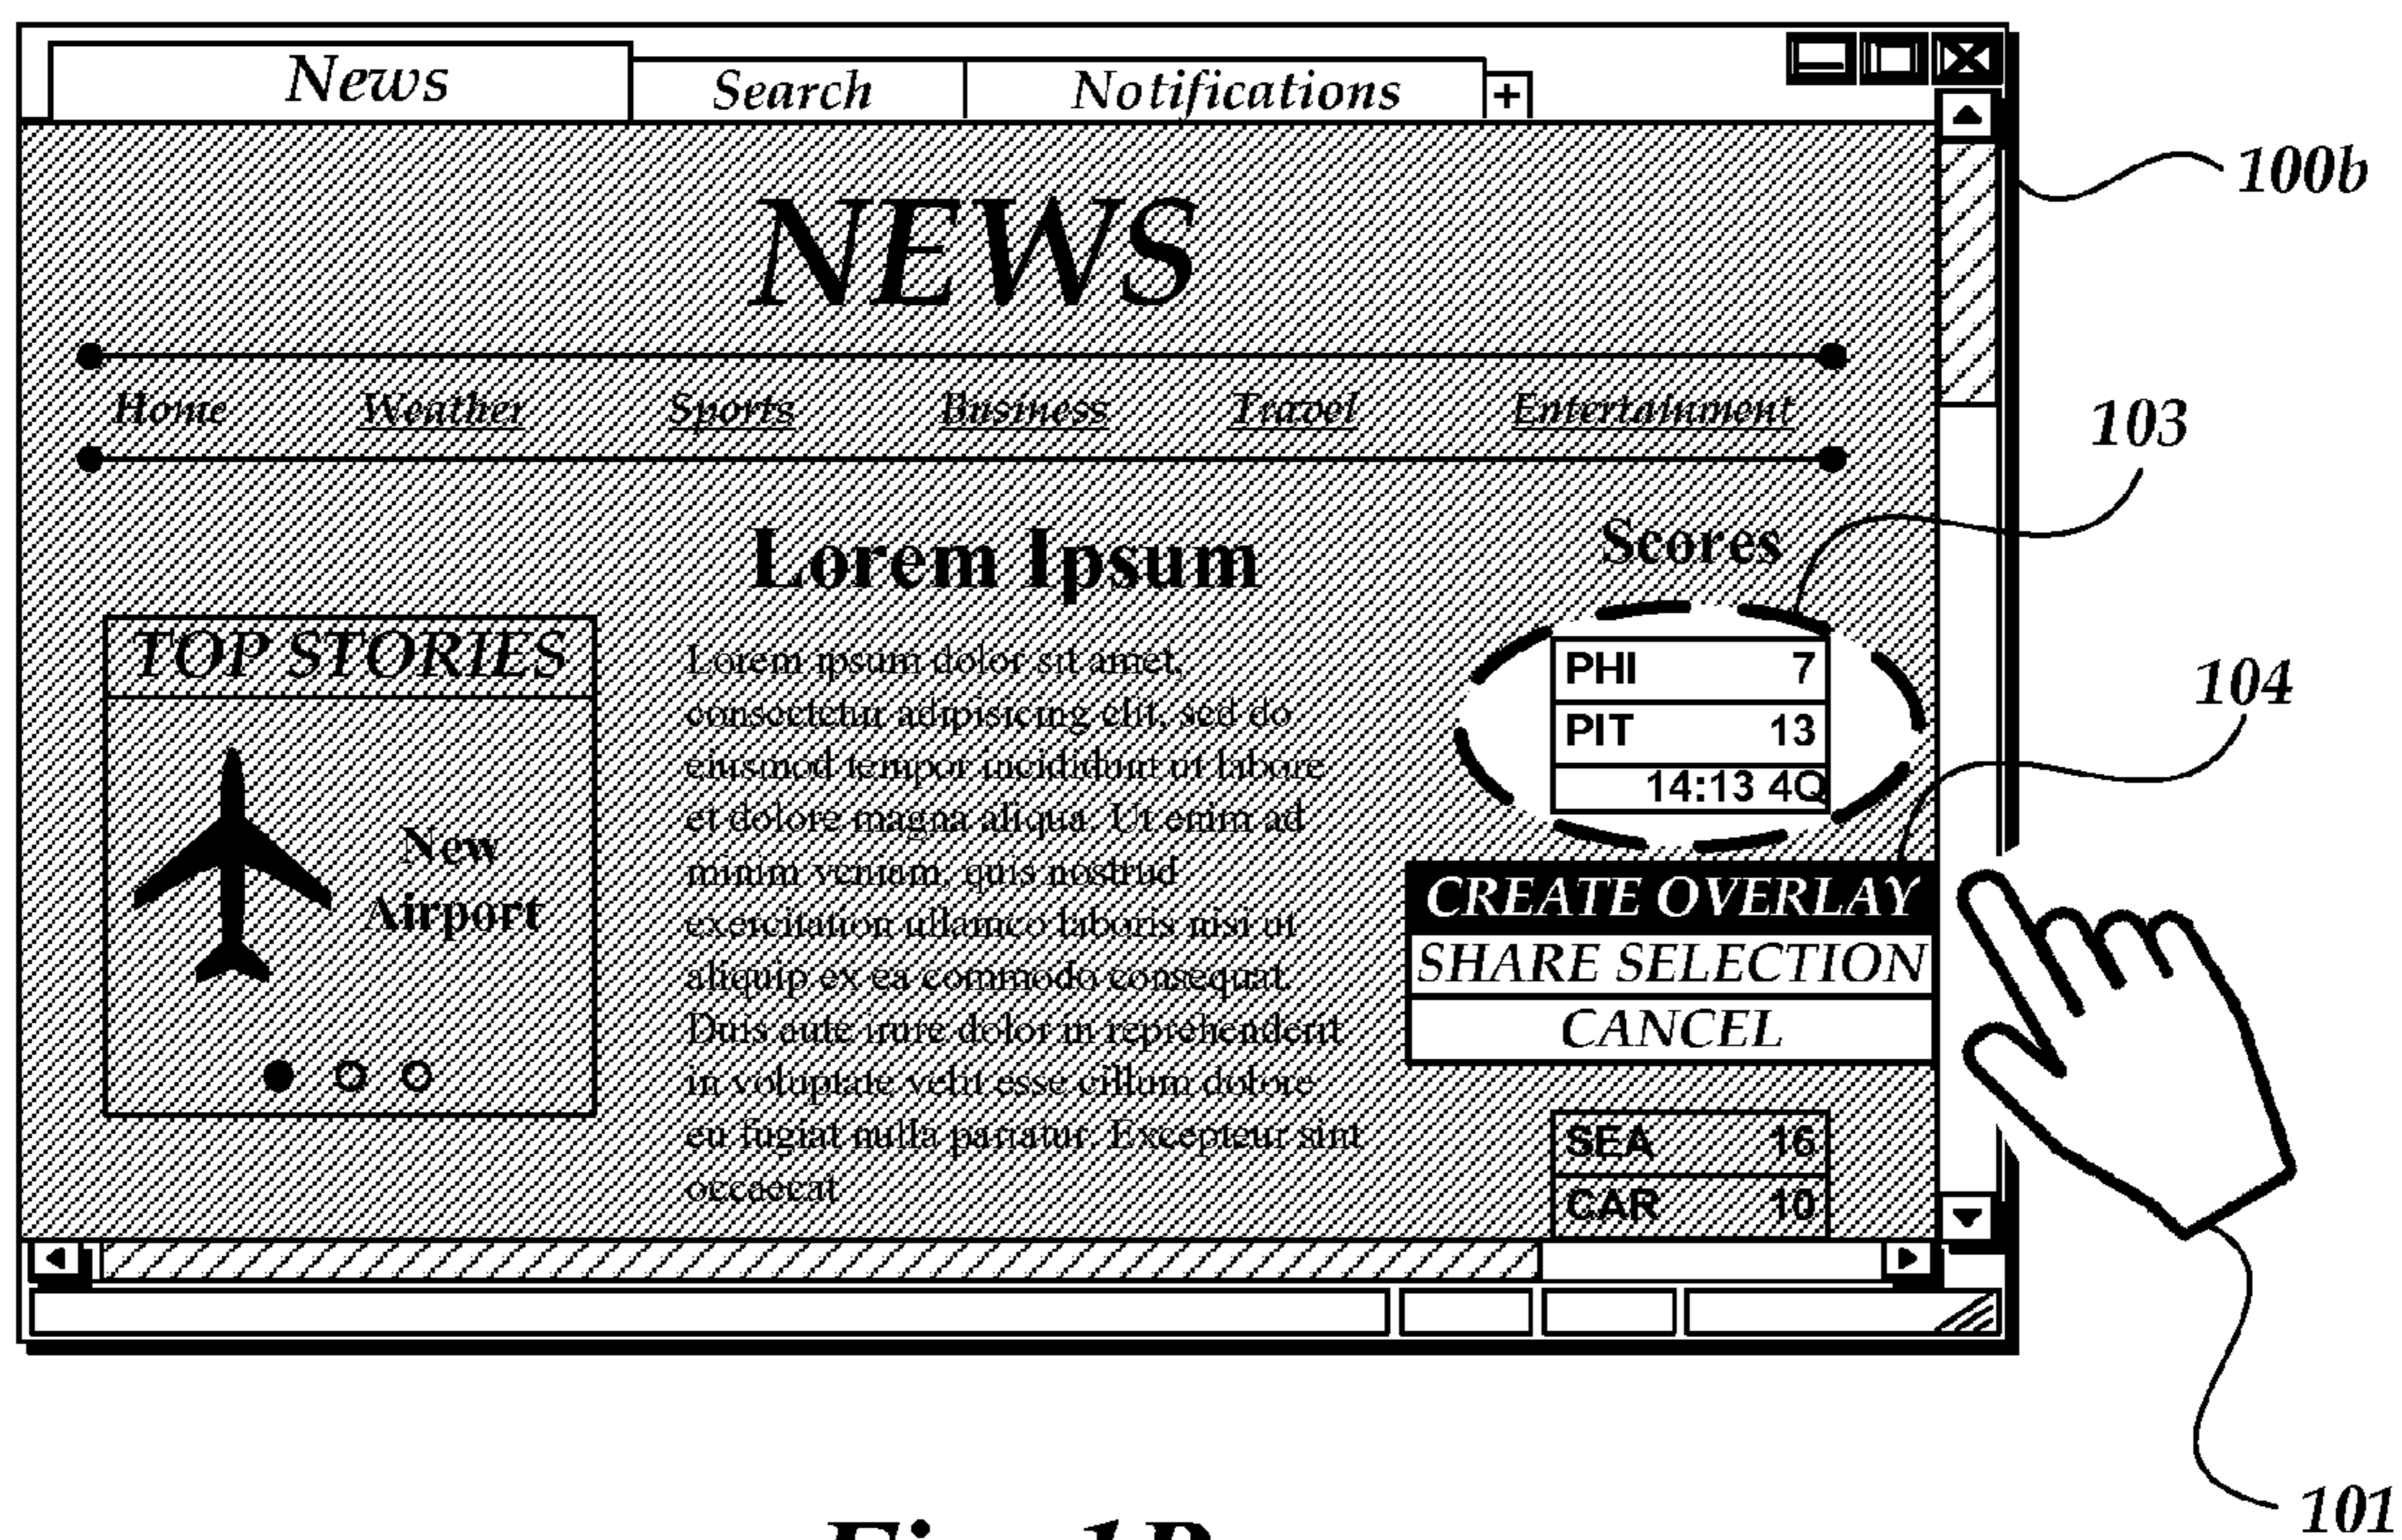 News
Search
Notifications
+
100b
NEWS
Home Weather Sports Business Travel Entertainment
103
Lorem Ipsum
Scores
TOP STORIES
New
Airport
Lorem ipsum dolor sit amet,
consectetur adipisicing elit, sed do
eiusmod tempor incididunt ut labore
et dolore magna aliqua. Ut enim ad
minim veniam, quis nostrud
exercitation ullamco laboris nisi ut
aliquip ex ea commodo consequat.
Duis aute irure dolor in reprehenderit
in voluptate velit esse cillum dolore
eu fugiat nulla pariatur. Excepteur sint
occaecat
PHI 7
PIT 13
14:13 4Q
104
CREATE OVERLAY
SHARE SELECTION
CANCEL
SEA 16
CAR 10
101